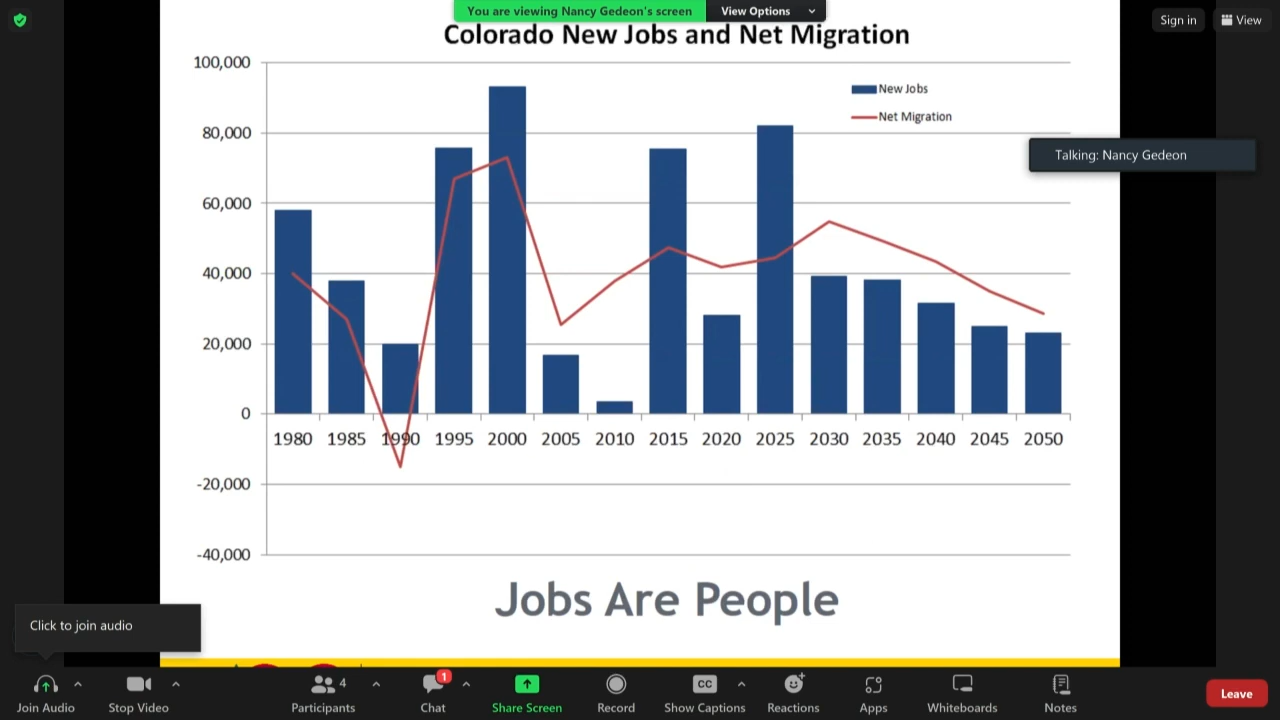 You are viewing Nancy Gedeon's screen
View Options
Sign in
View
Colorado New Jobs and Net Migration
100,000
New Jobs
Net Migration
80,000
Talking: Nancy Gedeon
60,000
40,000
20,000
0
1980 1985 1990 1995 2000 2005 2010 2015 2020 2025 2030 2035 2040 2045 2050
-20,000
-40,000
Jobs Are People
Click to join audio
1
4
CC
Join Audio
Stop Video
Participants
Chat
Share Screen
Record
Show Captions
Reactions
Apps
Whiteboards
Notes
Leave